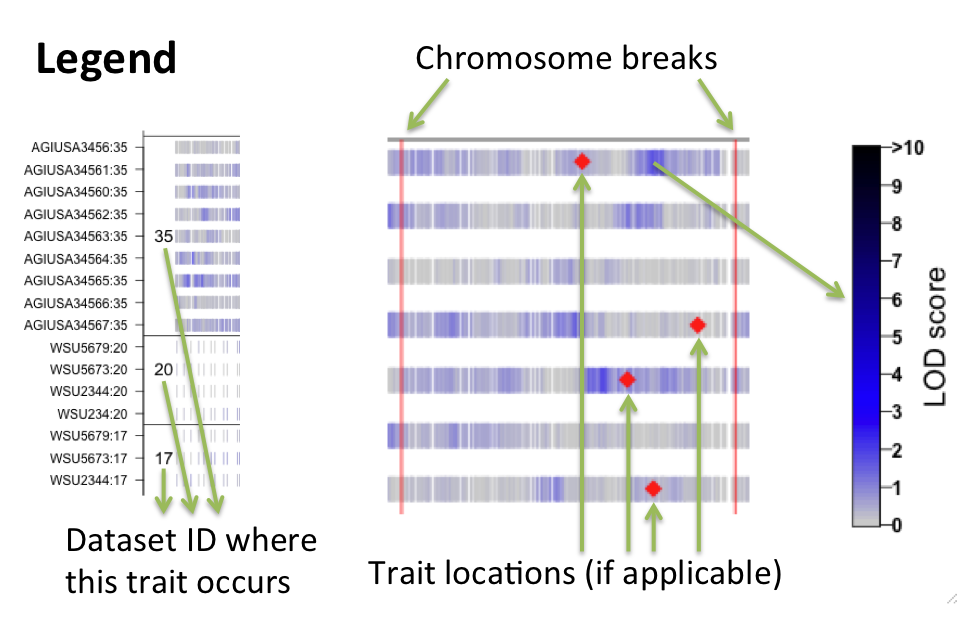 Legend
Chromosome breaks
AGIUSA3456:35
AGIUSA34561:35
AGIUSA34560:35
AGIUSA34562:35
AGIUSA34563:35
AGIUSA34564:35
AGIUSA34565:35
AGIUSA34566:35
AGIUSA34567:35
WSU5679:20
WSU5673:20
WSU2344:20
WSU234:20
WSU5679:17
WSU5673:17
WSU2344:17
35
20
17
Dataset ID where
this trait occurs
Trait locations (if applicable)
>10
9
8
7
6
5
4
3
2
1
0
LOD score